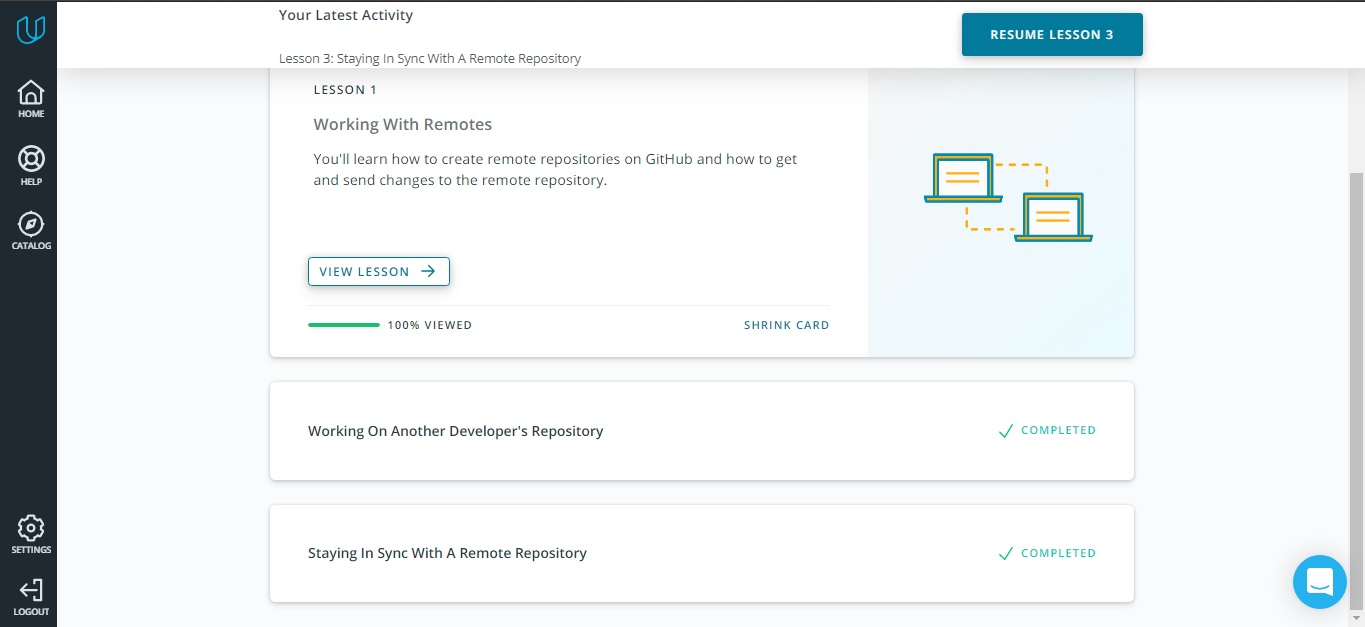 Your Latest Activity
RESUME LESSON 3
Lesson 3: Staying In Sync With A Remote Repository
HOME
HELP
CATALOG
SETTINGS
LOGOUT
LESSON 1
Working With Remotes
You'll learn how to create remote repositories on GitHub and how to get
and send changes to the remote repository.
VIEW LESSON
100% VIEWED
SHRINK CARD
Working On Another Developer's Repository
COMPLETED
Staying In Sync With A Remote Repository
COMPLETED